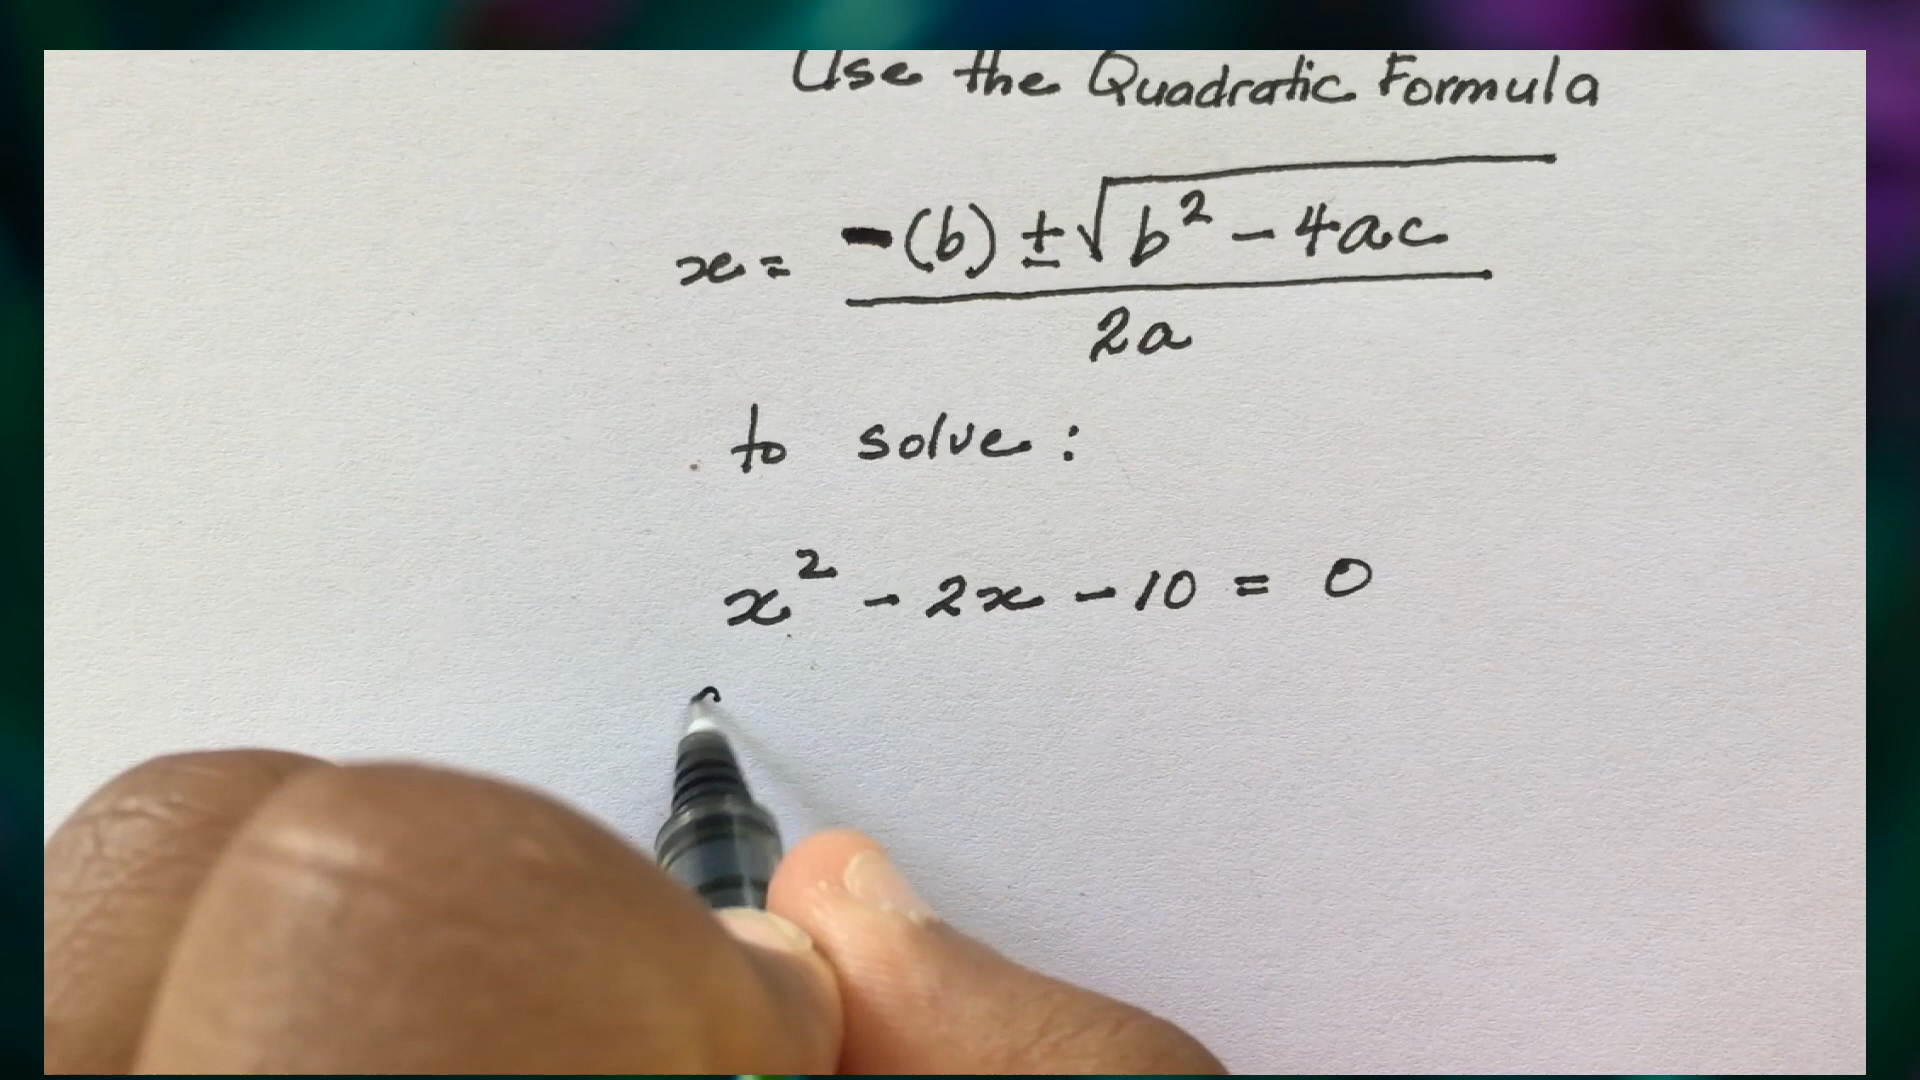 Use the Quadratic Formula
x = -(b) ± √b² - 4ac
2a
to solve :
x² - 2x - 10 = 0